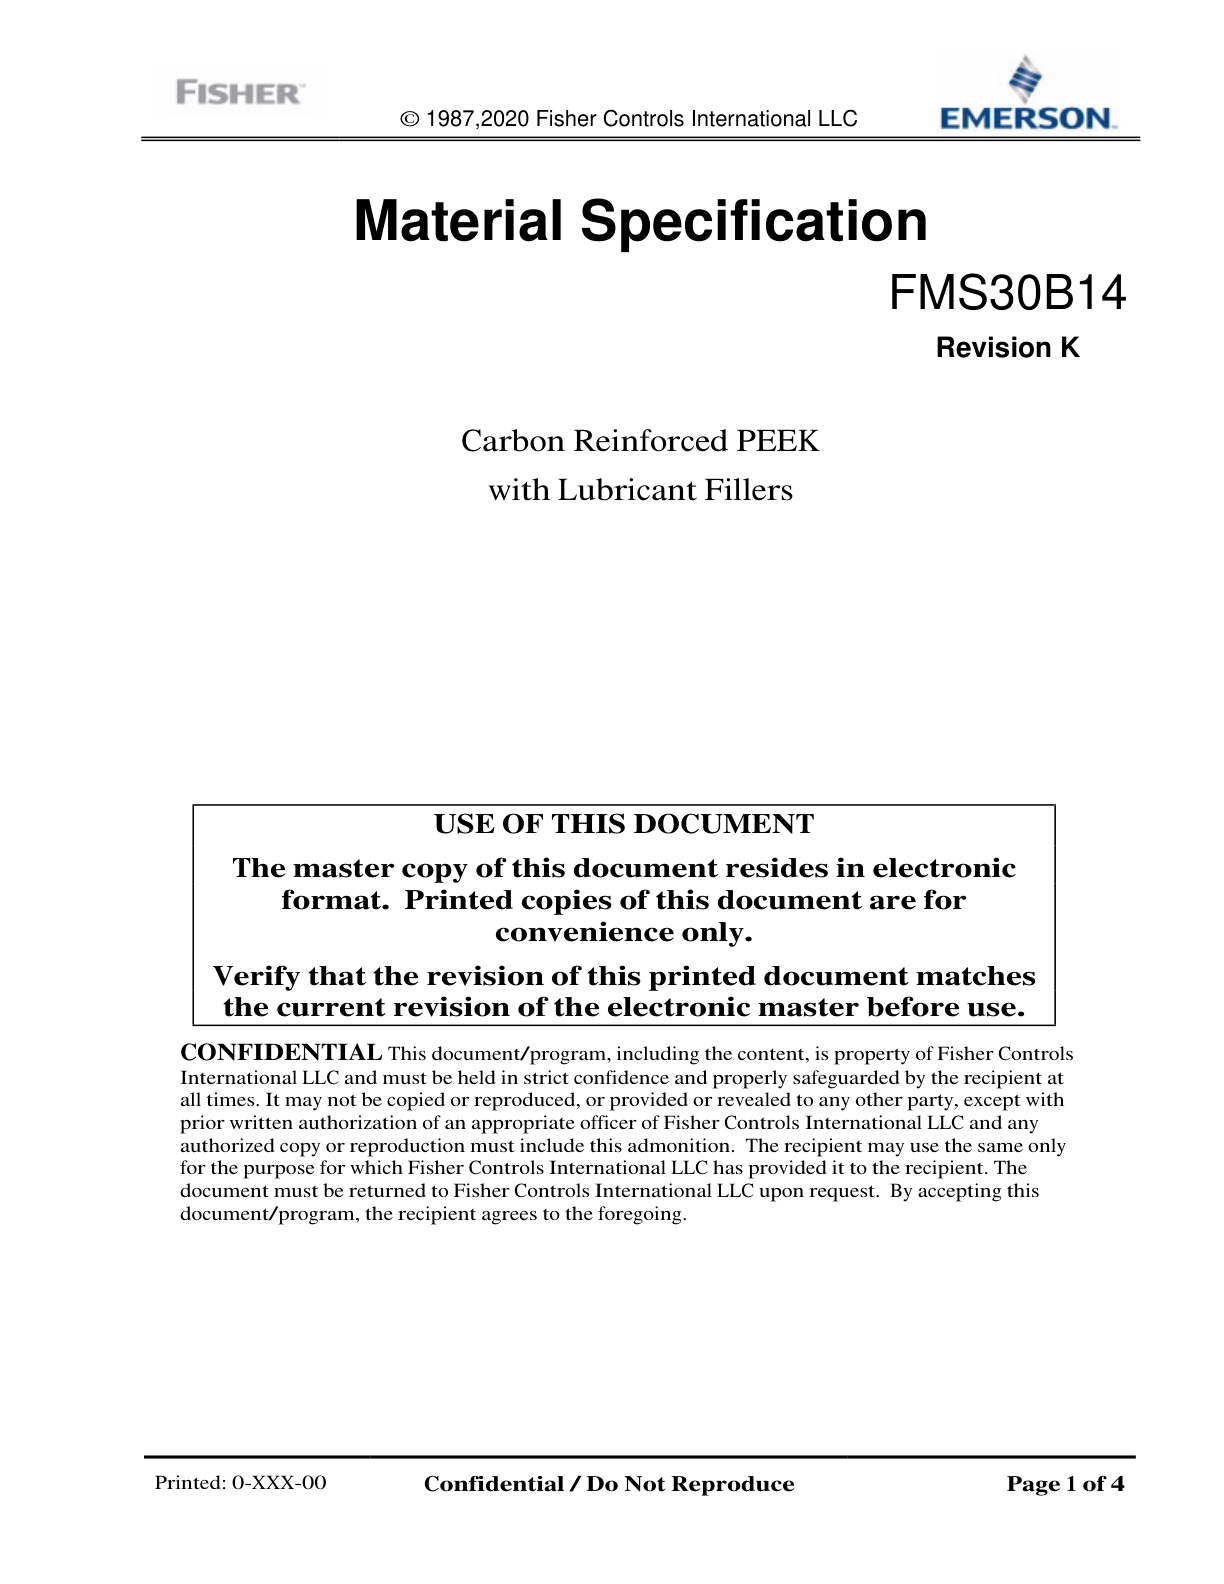 FISHER™
© 1987,2020 Fisher Controls International LLC
EMERSON™
Material Specification
FMS30B14
Revision K
Carbon Reinforced PEEK
with Lubricant Fillers
USE OF THIS DOCUMENT
The master copy of this document resides in electronic
format.  Printed copies of this document are for
convenience only.
Verify that the revision of this printed document matches
the current revision of the electronic master before use.
CONFIDENTIAL This document/program, including the content, is property of Fisher Controls
International LLC and must be held in strict confidence and properly safeguarded by the recipient at
all times. It may not be copied or reproduced, or provided or revealed to any other party, except with
prior written authorization of an appropriate officer of Fisher Controls International LLC and any
authorized copy or reproduction must include this admonition.  The recipient may use the same only
for the purpose for which Fisher Controls International LLC has provided it to the recipient. The
document must be returned to Fisher Controls International LLC upon request.  By accepting this
document/program, the recipient agrees to the foregoing.
Printed: 0-XXX-00
Confidential / Do Not Reproduce
Page 1 of 4